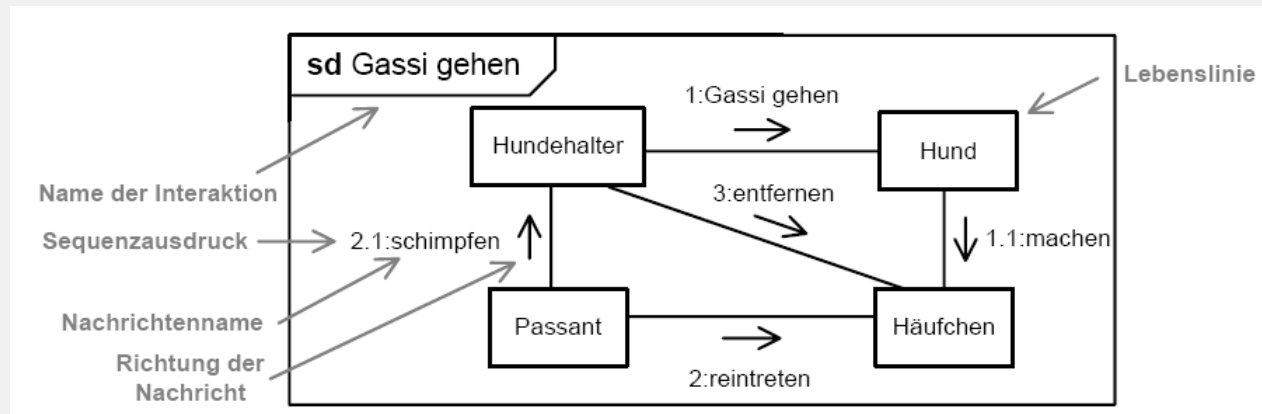 sd Gassi gehen
Lebenslinie
1:Gassi gehen
Hundehalter
Hund
Name der Interaktion
3:entfernen
Sequenzausdruck
2.1:schimpfen
1.1:machen
Nachrichtenname
Passant
Häufchen
Richtung der
Nachricht
2:reintreten